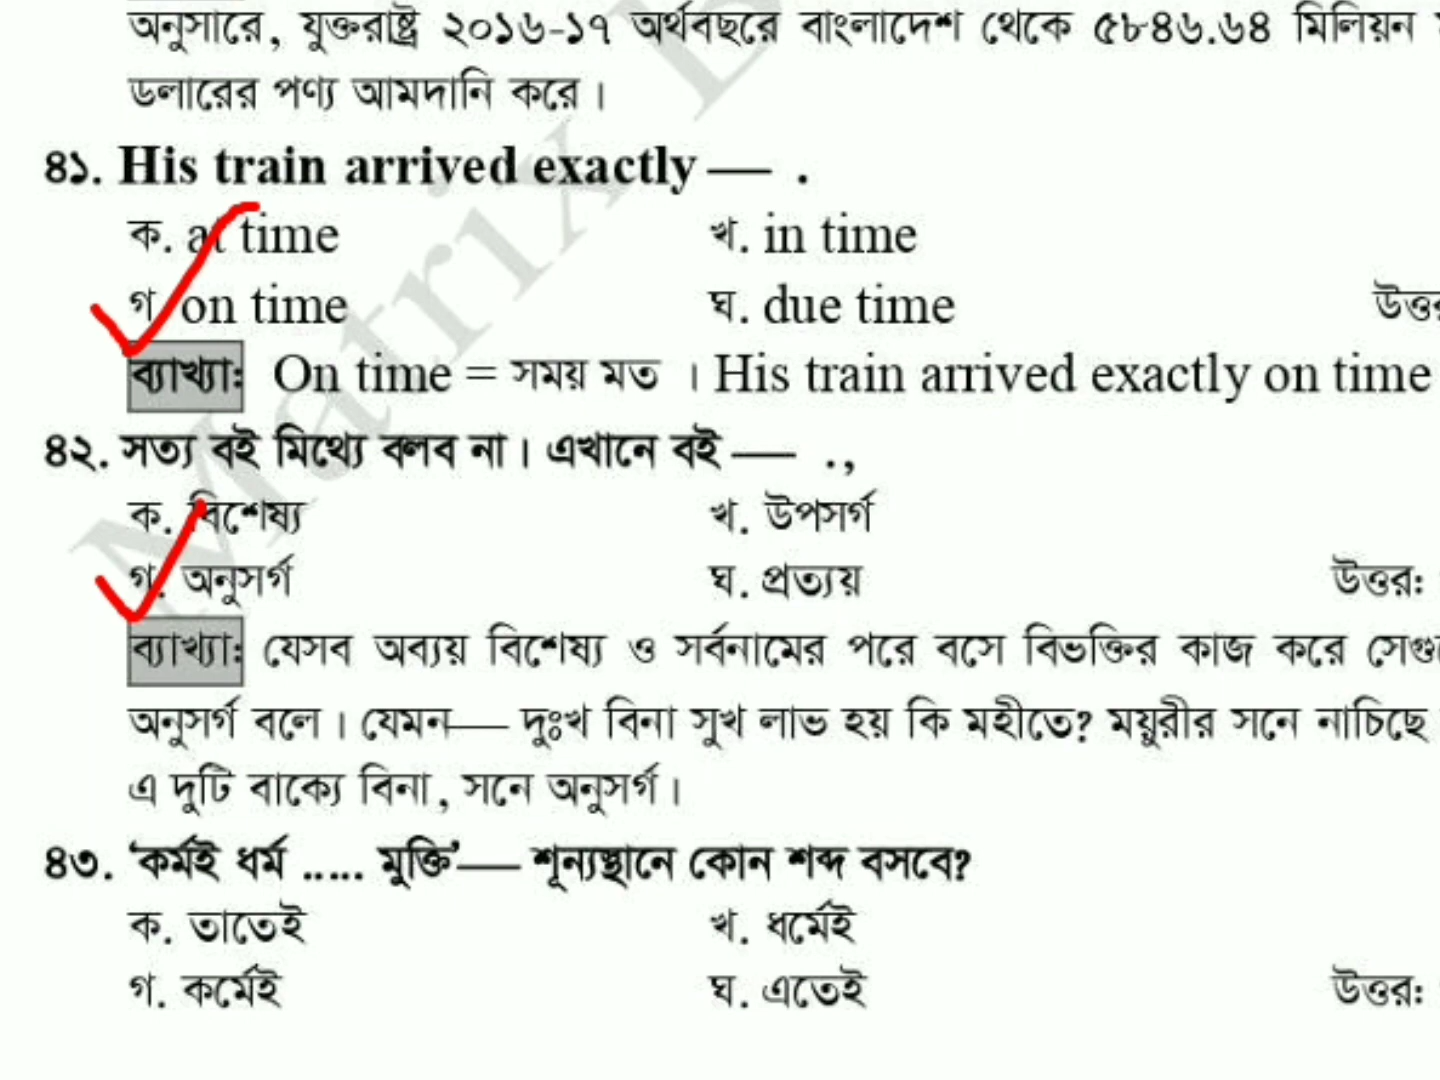 অনুসারে, যুক্তরাষ্ট্র ২০১৬-১৭ অর্থবছরে বাংলাদেশ থেকে ৫৮৪৬.৬৪ মিলিয়ন
ডলারের পণ্য আমদানি করে।
৪১. His train arrived exactly — .
ক. at time খ. in time
গ. on time ঘ. due time
ব্যাখ্যা: On time = সময় মত । His train arrived exactly on time
৪২. সত্য বই মিথ্যে বলব না। এখানে বই — .,
ক. বিশেষ্য খ. উপসর্গ
গ. অনুসর্গ ঘ. প্রত্যয় উত্তর:
ব্যাখ্যা: যেসব অব্যয় বিশেষ্য ও সর্বনামের পরে বসে বিভক্তির কাজ করে
অনুসর্গ বলে। যেমন— দুঃখ বিনা সুখ লাভ হয় কি মহীতে? ময়ুরীর সনে নাচিছে
এ দুটি বাক্যে বিনা, সনে অনুসর্গ।
৪৩. ‘কর্মই ধর্ম ..... মুক্তি’— শূন্যস্থানে কোন শব্দ বসবে?
ক. তাতেই খ. ধর্মেই
গ. কর্মেই ঘ. এতেই উত্তর:
Matrix